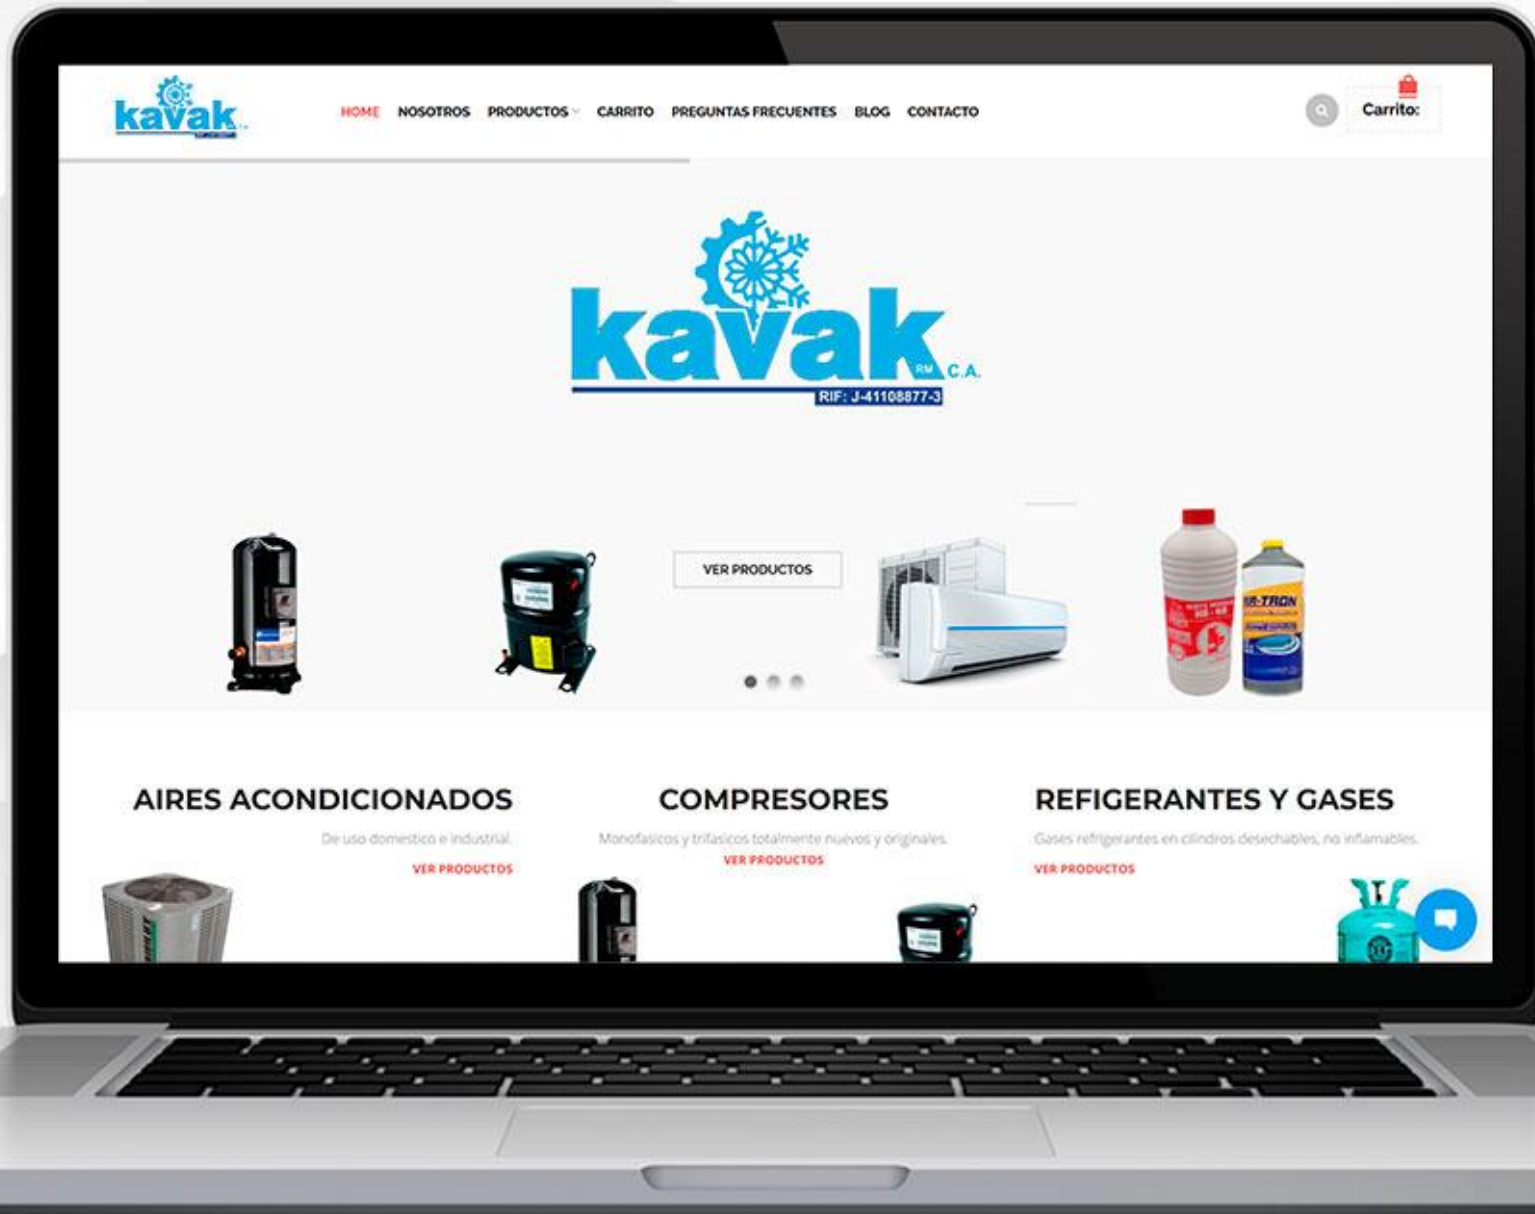 kavak
HOME NOSOTROS PRODUCTOS CARRITO PREGUNTAS FRECUENTES BLOG CONTACTO
Carrito:
kavak RM C.A.
RIF: J-41108877-3
VER PRODUCTOS
AIRES ACONDICIONADOS
De uso domestico e industrial.
VER PRODUCTOS
COMPRESORES
Monofasicos y trifasicos totalmente nuevos y originales.
VER PRODUCTOS
REFIGERANTES Y GASES
Gases refrigerantes en cilindros desechables, no inflamables.
VER PRODUCTOS